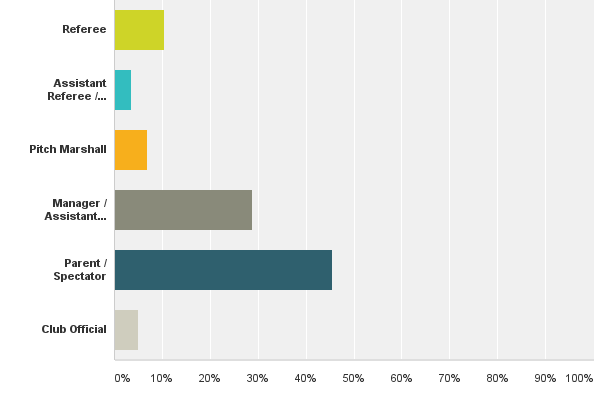 Referee
Assistant
Referee /...
Pitch Marshall
Manager /
Assistant...
Parent /
Spectator
Club Official
0% 10% 20% 30% 40% 50% 60% 70% 80% 90% 100%